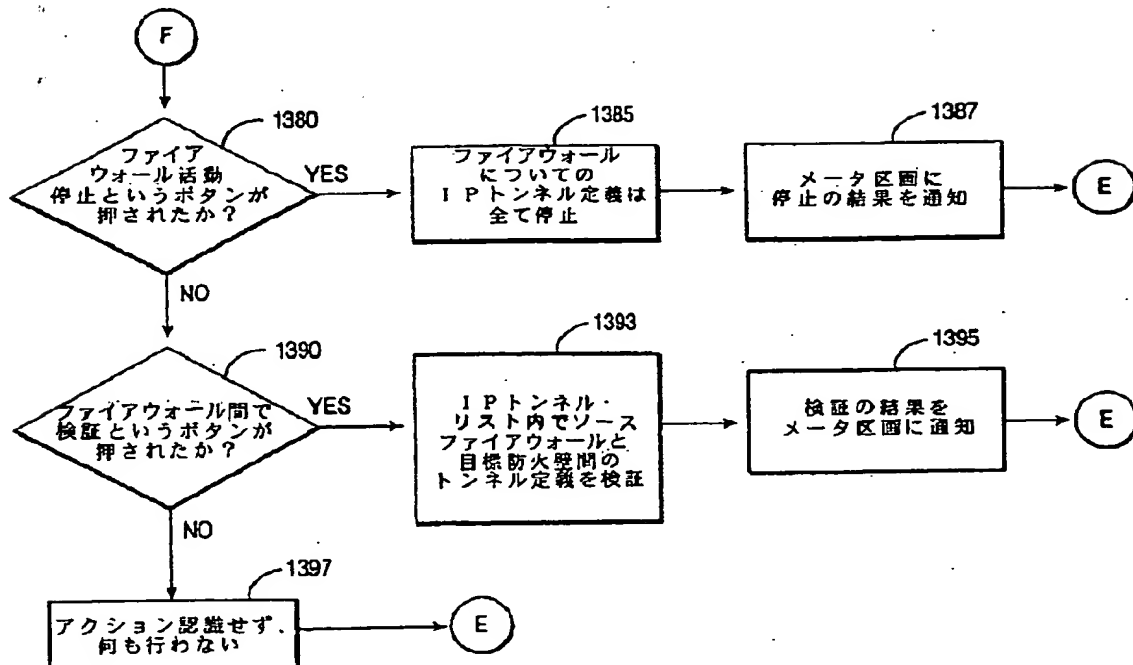 F
1380
ファイア
ウォール活動
停止というボタンが
押されたか？
YES
1385
ファイアウォール
についての
ＩＰトンネル定義は
全て停止
1387
メータ区画に
停止の結果を通知
E
NO
1390
ファイアウォール間で
検証というボタンが
押されたか？
YES
1393
ＩＰトンネル・
リスト内でソース
ファイアウォールと
目標防火壁間の
トンネル定義を検証
1395
検証の結果を
メータ区画に通知
E
NO
1397
アクション認識せず、
何も行わない
E